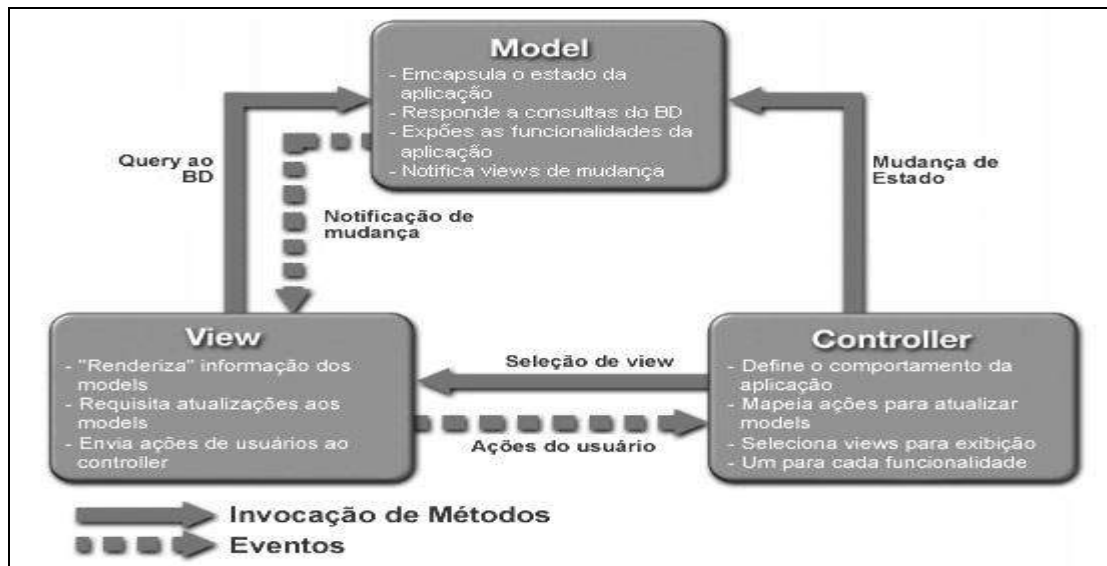 Model
- Emcapsula o estado da
aplicação
- Responde a consultas do BD
- Expões as funcionalidades da
aplicação
- Notifica views de mudança
Query ao
BD
Notificação de
mudança
Mudança de
Estado
View
- "Renderiza" informação dos
models
- Requisita atualizações aos
models
- Envia ações de usuários ao
controller
Seleção de view
Ações do usuário
Controller
- Define o comportamento da
aplicação
- Mapeia ações para atualizar
models
- Seleciona views para exibição
- Um para cada funcionalidade
Invocação de Métodos
Eventos